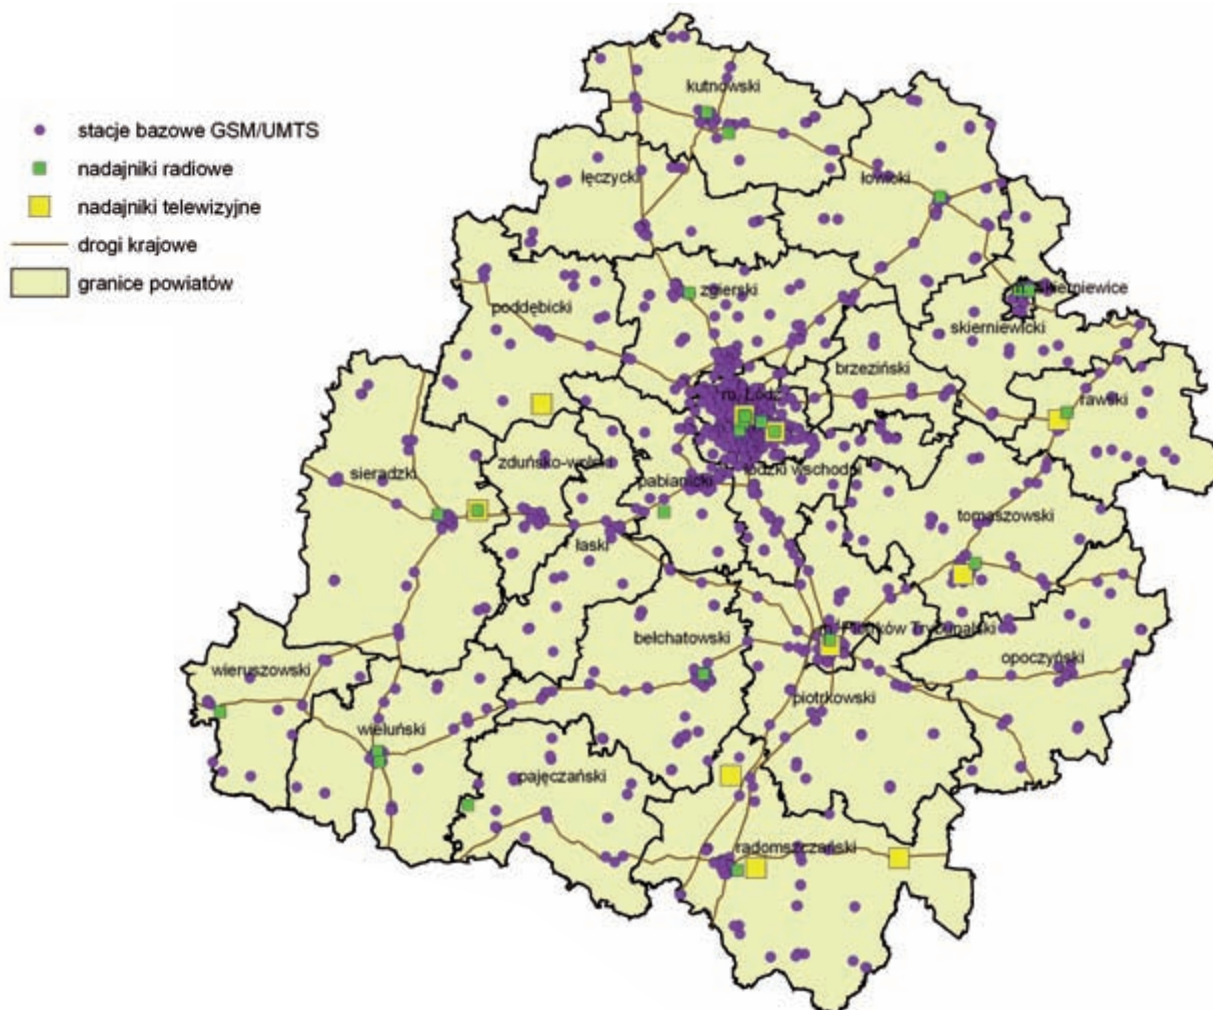 stacje bazowe GSM/UMTS
nadajniki radiowe
nadajniki telewizyjne
drogi krajowe
granice powiatów
kutnowski
łęczycki
łowicki
zgierski
m. Skierniewice
poddębicki
skierniewicki
brzeziński
m. Łódź
rawski
zduńsko-wolski
łódzki wschodni
sieradzki
pabianicki
tomaszowski
łaski
m. Piotrków Trybunalski
bełchatowski
opoczyński
wieruszowski
piotrkowski
wieluński
pajęczański
radomszczański